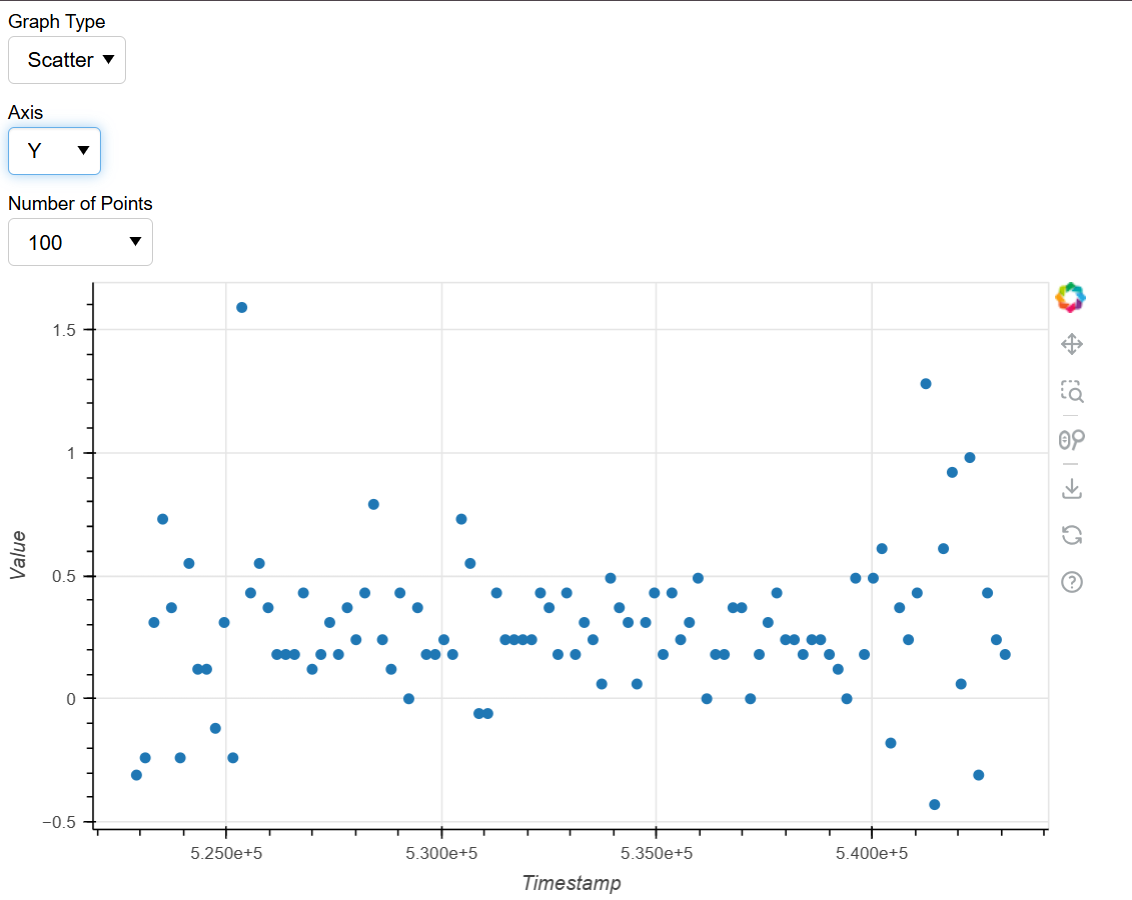 Graph Type
Scatter
Axis
Y
Number of Points
100
1.5
1
0.5
0
−0.5
Value
5.250e+5 5.300e+5 5.350e+5 5.400e+5
Timestamp